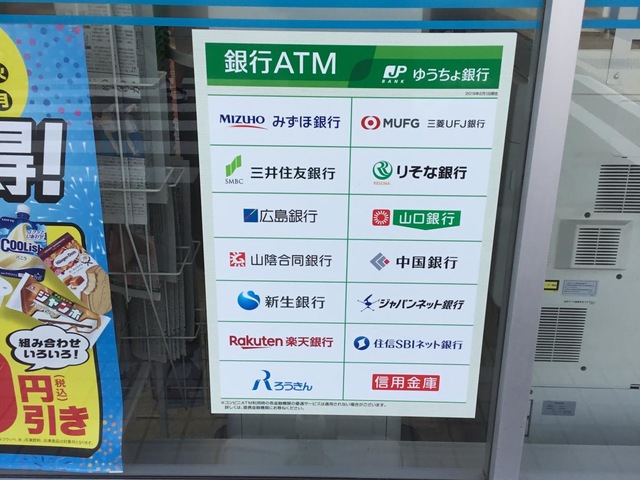 銀行ATM
JP
BANK
ゆうちょ銀行
MIZUHO みずほ銀行
MUFG 三菱UFJ銀行
SMBC
三井住友銀行
RESONA
りそな銀行
広島銀行
山口銀行
山陰合同銀行
中国銀行
新生銀行
ジャパンネット銀行
Rakuten 楽天銀行
住信SBIネット銀行
ろうきん
信用金庫
得!
COOLish
組み合わせ
いろいろ!
円
(税込)
引き